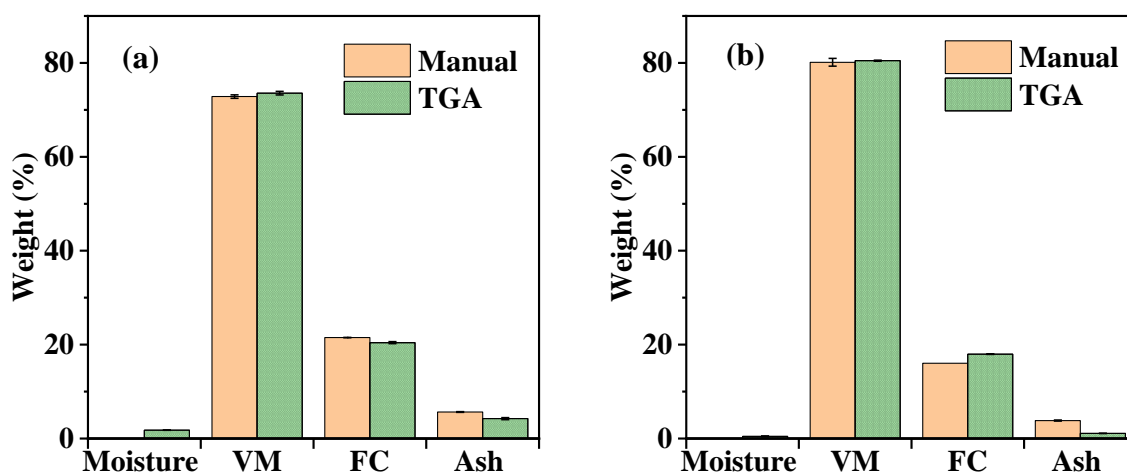 (a)
Manual
TGA
Weight (%)
80
60
40
20
0
Moisture VM FC Ash
(b)
Manual
TGA
Weight (%)
80
60
40
20
0
Moisture VM FC Ash